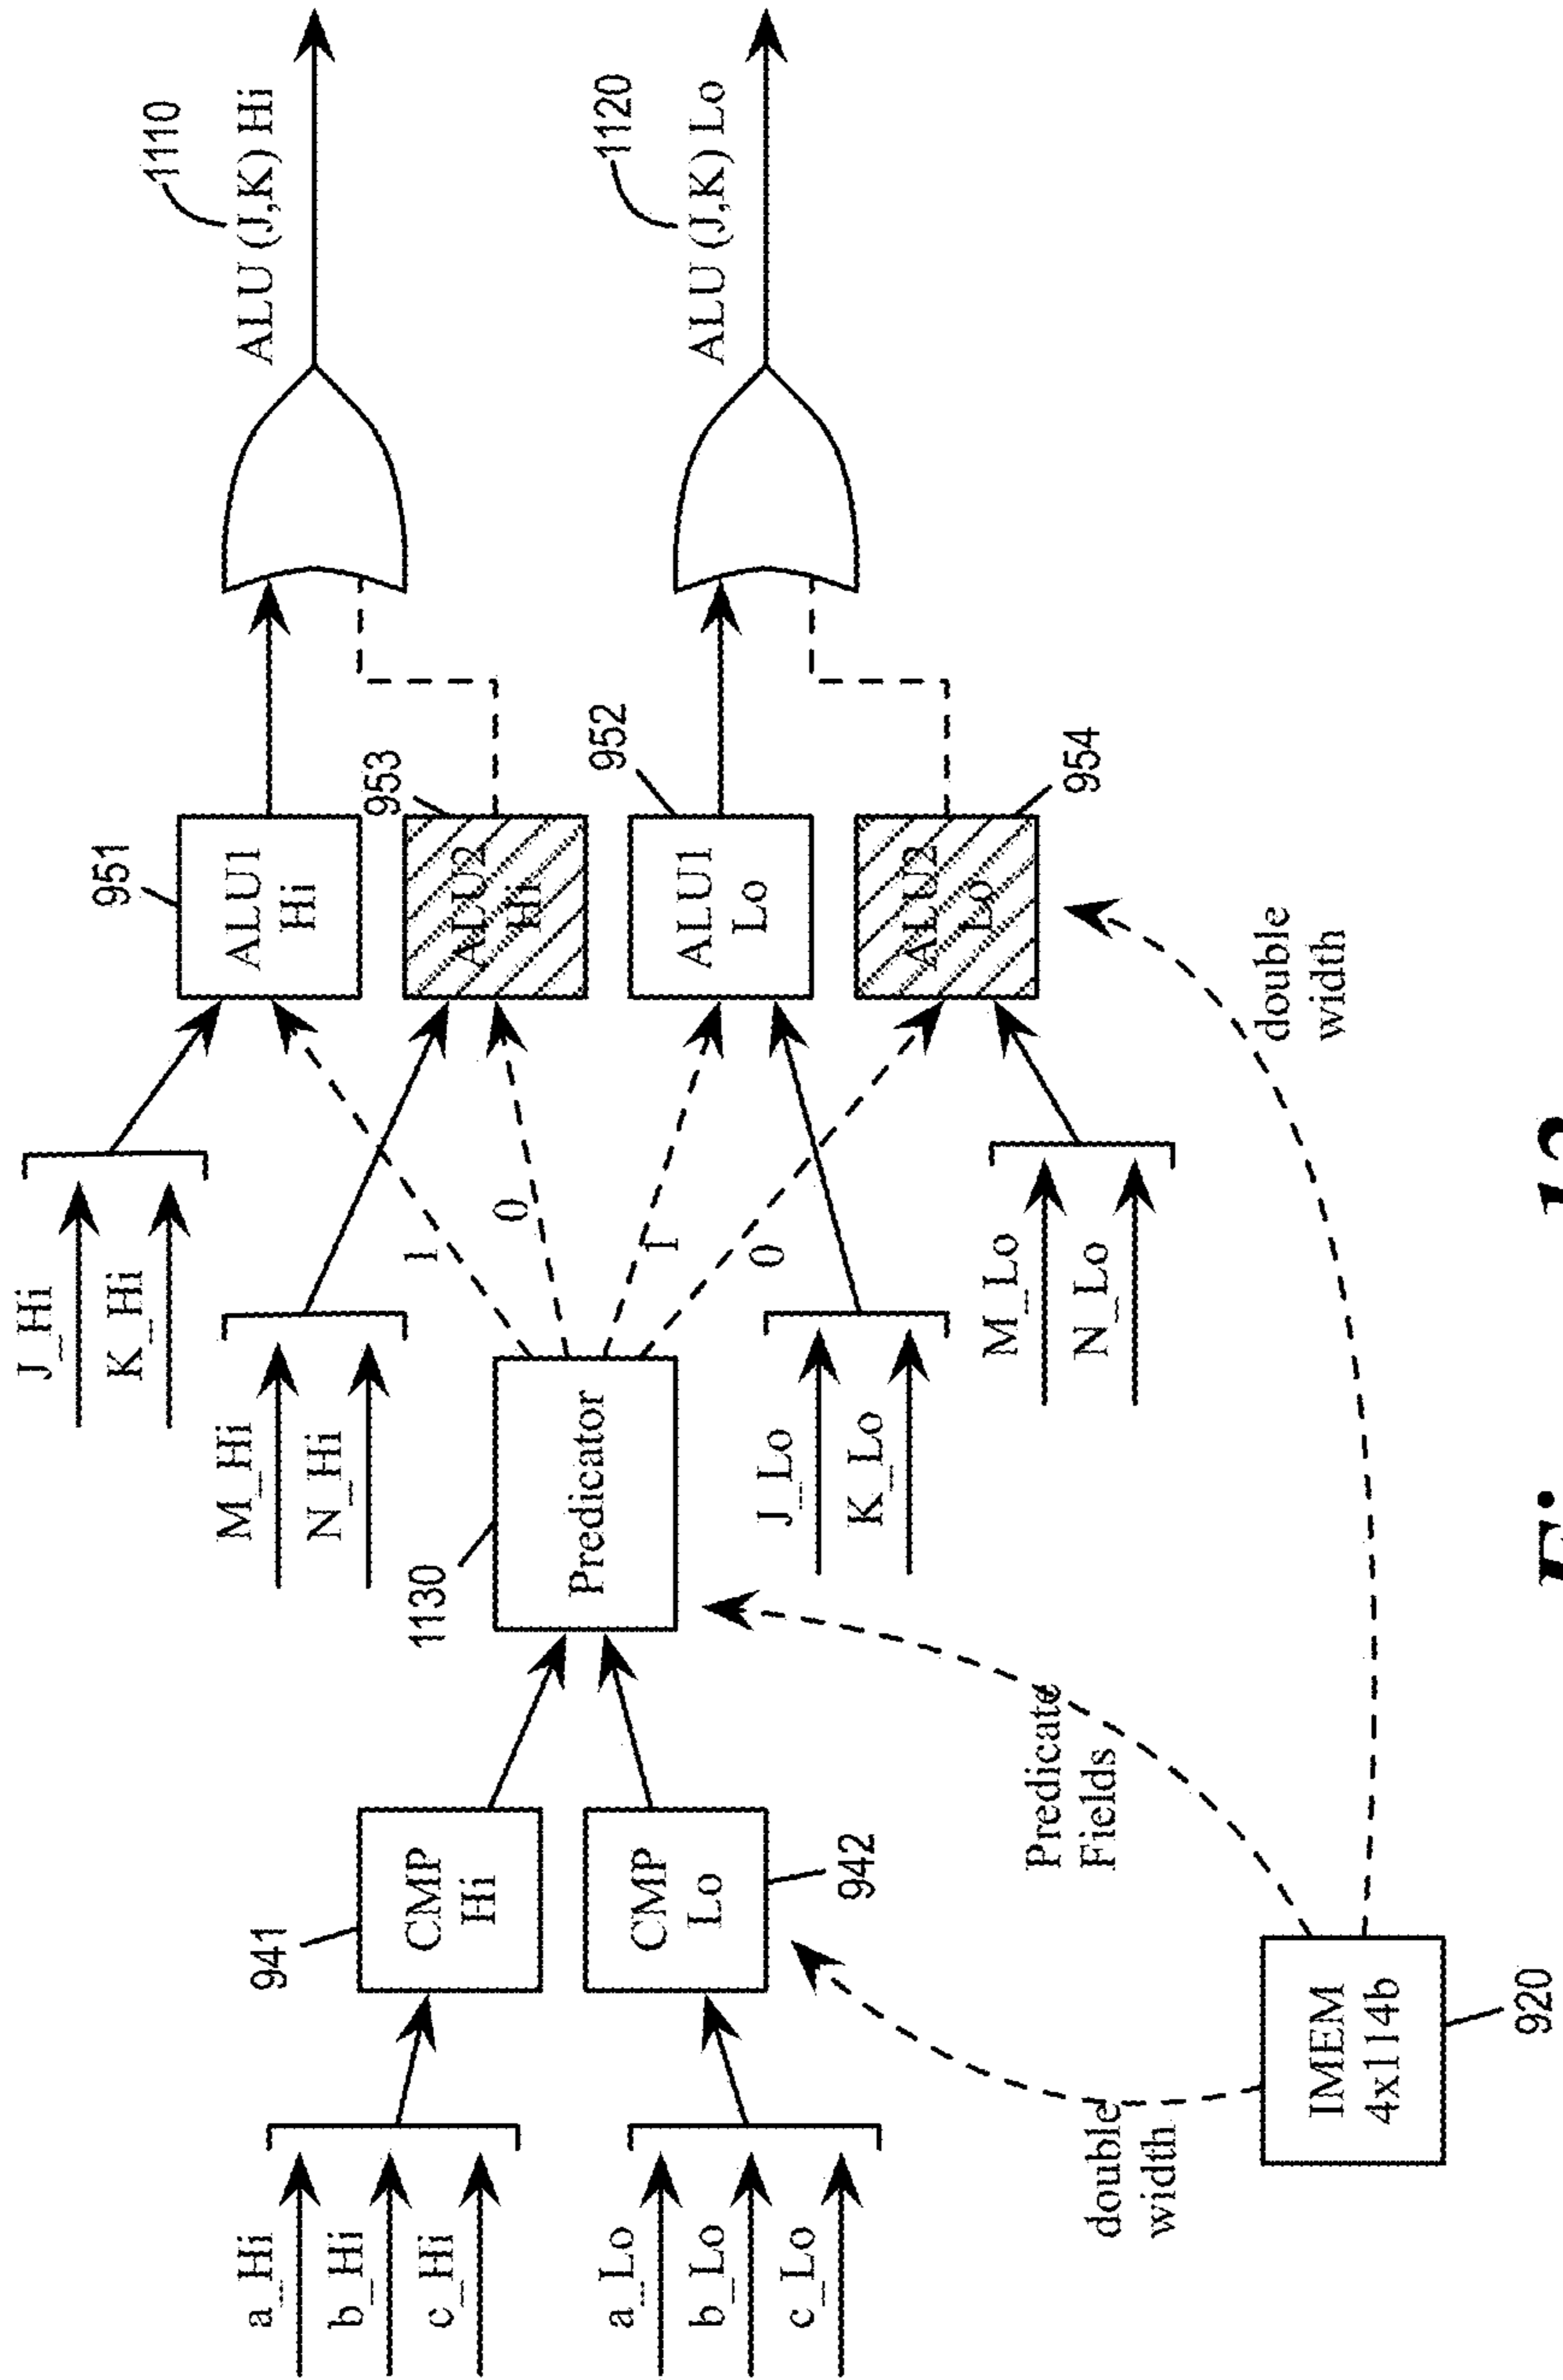 a_Hi
b_Hi
c_Hi
a_Lo
b_Lo
c_Lo
941
CMP
Hi
CMP
Lo
942
double
width
IMEM
4x114b
920
Predicate
Fields
1130
Predicator
J_Hi
K_Hi
M_Hi
N_Hi
J_Lo
K_Lo
M_Lo
N_Lo
1
0
1
0
double
width
951
ALU1
Hi
953
ALU2
Hi
952
ALU1
Lo
954
ALU2
Lo
1110
ALU (J,K) Hi
1120
ALU (J,K) Lo